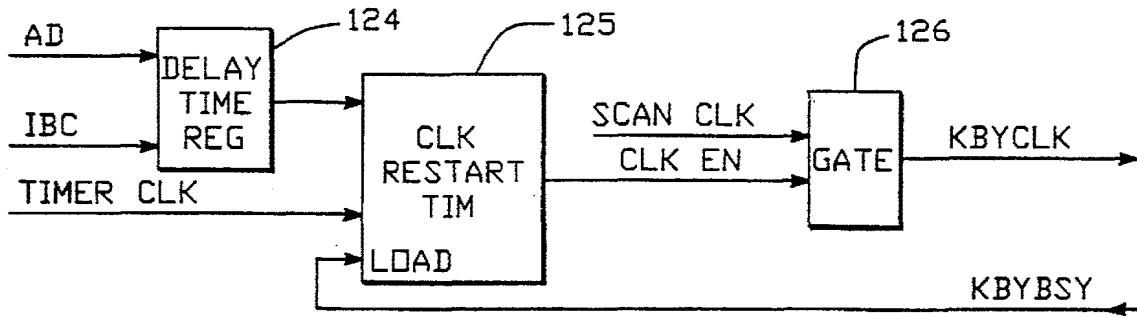 124
125
126
AD
DELAY
TIME
REG
IBC
TIMER CLK
CLK
RESTART
TIM
LOAD
SCAN CLK
CLK EN
GATE
KBYCLK
KBYBSY